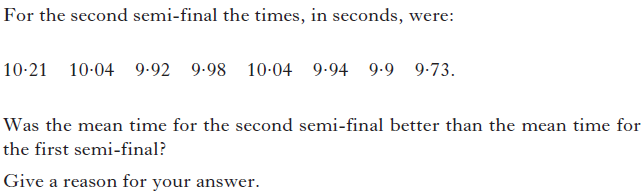 For the second semi-final the times, in seconds, were:
10·21 10·04 9·92 9·98 10·04 9·94 9·9 9·73.
Was the mean time for the second semi-final better than the mean time for
the first semi-final?
Give a reason for your answer.